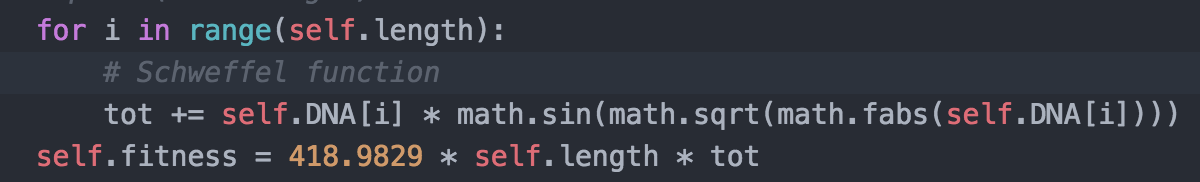 for i in range(self.length):
# Schweffel function
tot += self.DNA[i] * math.sin(math.sqrt(math.fabs(self.DNA[i])))
self.fitness = 418.9829 * self.length * tot